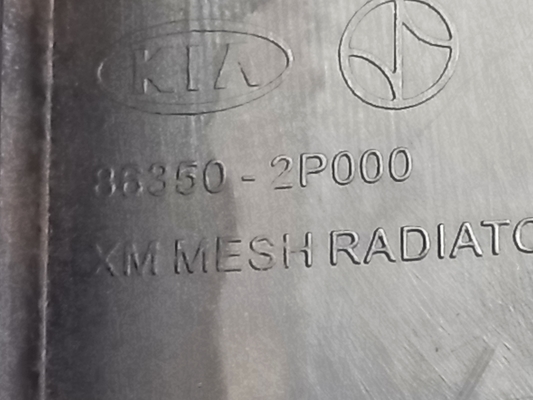 KIA
86350 - 2P000
XM MESH RADIATO